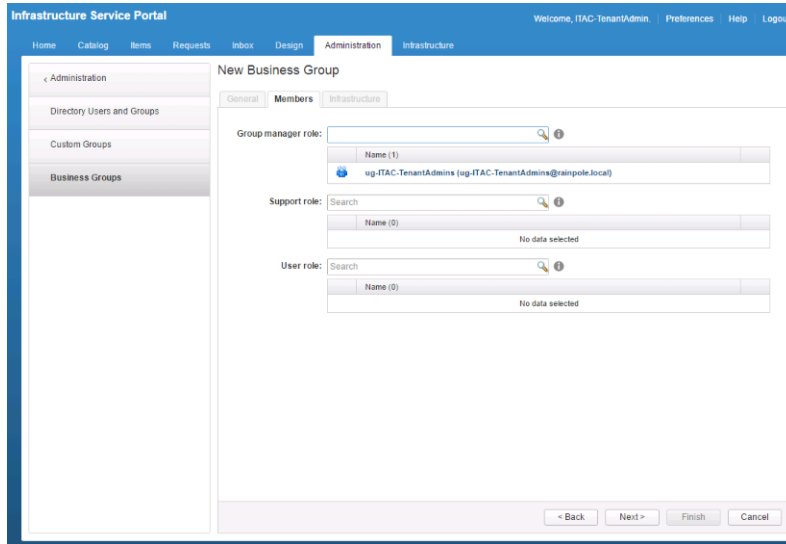 Infrastructure Service Portal
Welcome, ITAC-TenantAdmin. Preferences Help Logou
Home Catalog Items Requests Inbox Design Administration Infrastructure
< Administration
Directory Users and Groups
Custom Groups
Business Groups
New Business Group
General Members Infrastructure
Group manager role:
Name (1)
ug-ITAC-TenantAdmins (ug-ITAC-TenantAdmins@rainpole.local)
Support role: Search
Name (0)
No data selected
User role: Search
Name (0)
No data selected
< Back Next > Finish Cancel